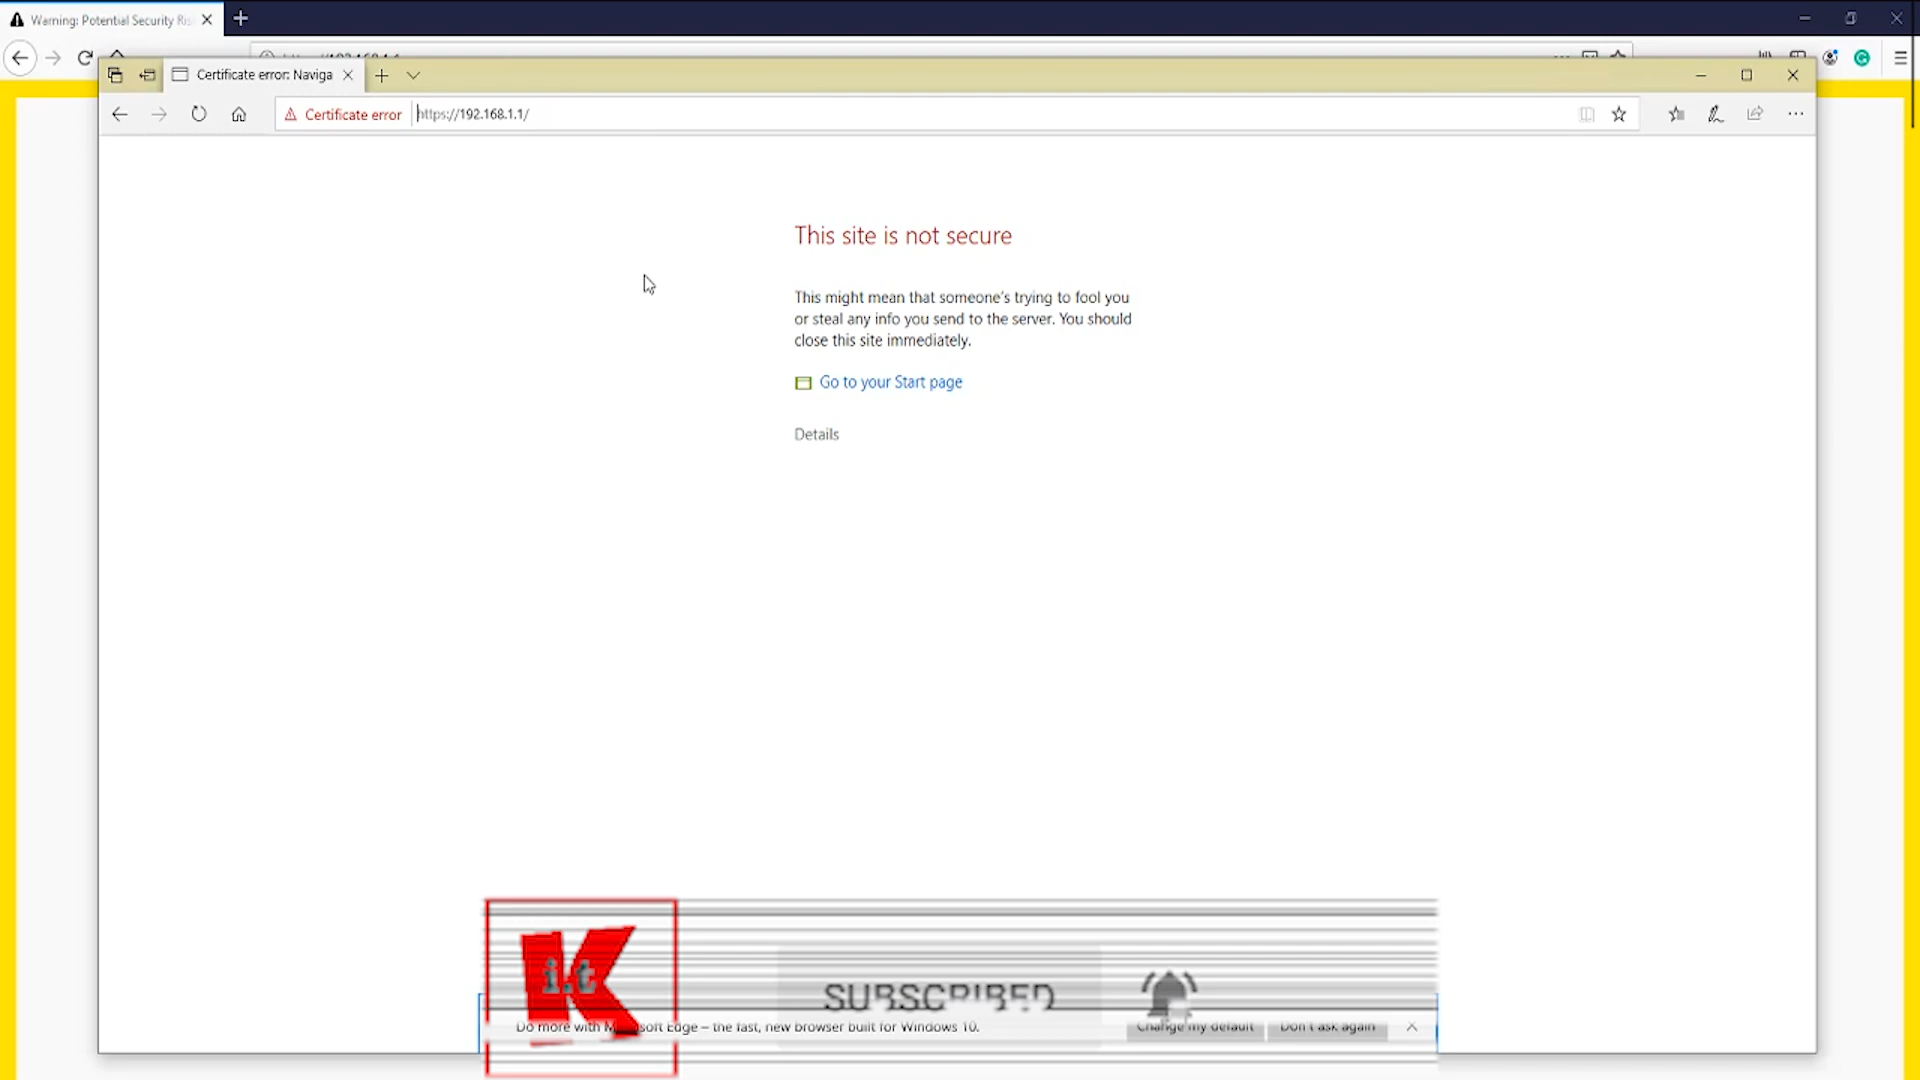 Warning: Potential Security Ris
Certificate error: Naviga
Certificate error
https://192.168.1.1/
This site is not secure
This might mean that someone's trying to fool you
or steal any info you send to the server. You should
close this site immediately.
Go to your Start page
Details
K
i.t
SUBSCRIBED
Do more with Microsoft Edge – the fast, new browser built for Windows 10.
Change my default
Don't ask again